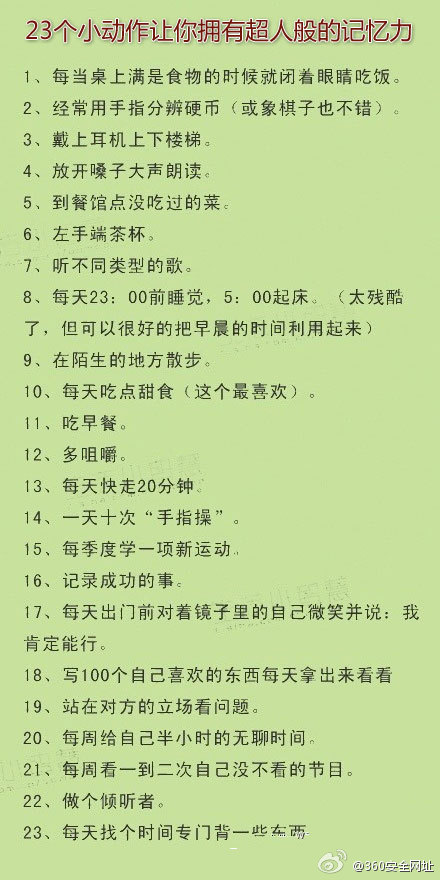 23个小动作让你拥有超人般的记忆力
1、每当桌上满是食物的时候就闭着眼睛吃饭。
2、经常用手指分辨硬币（或象棋子也不错）。
3、戴上耳机上下楼梯。
4、放开嗓子大声朗读。
5、到餐馆点没吃过的菜。
6、左手端茶杯。
7、听不同类型的歌。
8、每天23：00前睡觉，5：00起床。（太残酷
了，但可以很好的把早晨的时间利用起来）
9、在陌生的地方散步。
10、每天吃点甜食（这个最喜欢）。
11、吃早餐。
12、多咀嚼。
13、每天快走20分钟。
14、一天十次“手指操”。
15、每季度学一项新运动。
16、记录成功的事。
17、每天出门前对着镜子里的自己微笑并说：我
肯定能行。
18、写100个自己喜欢的东西每天拿出来看看
19、站在对方的立场看问题。
20、每周给自己半小时的无聊时间。
21、每周看一到二次自己没不看的节目。
22、做个倾听者。
23、每天找个时间专门背一些东西
@360安全网址